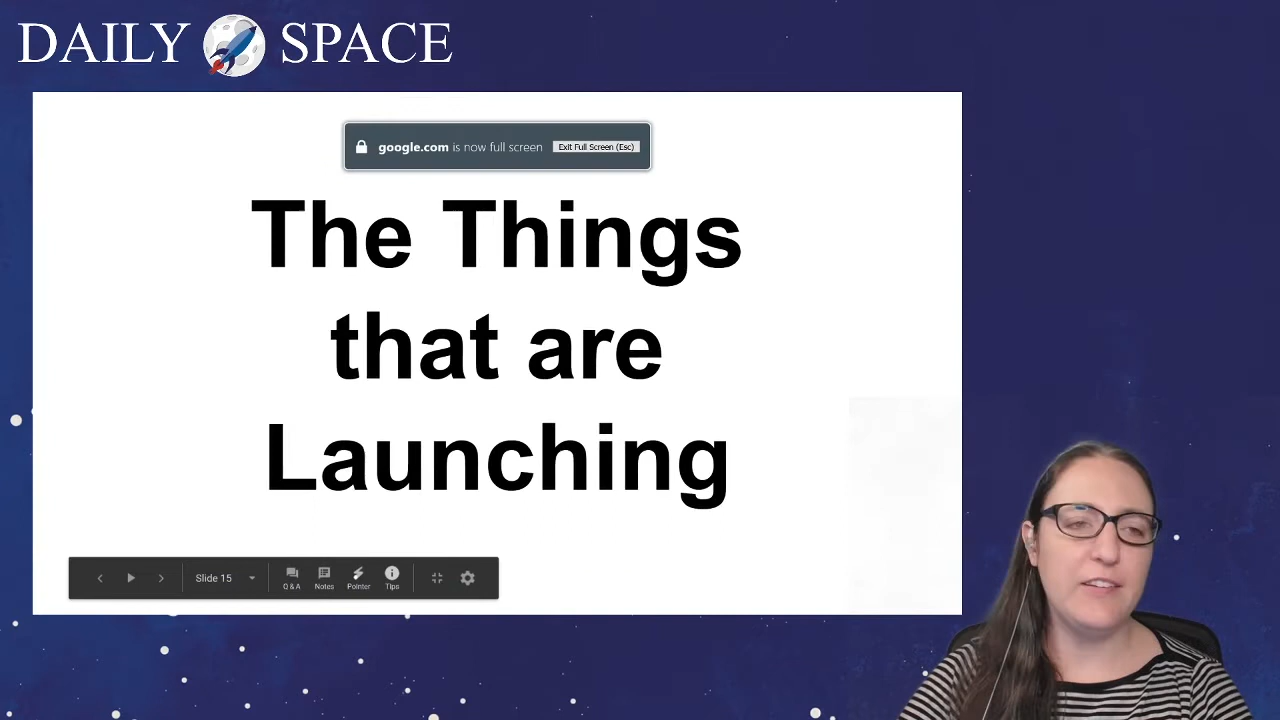 DAILY SPACE
google.com is now full screen Exit Full Screen (Esc)
The Things
that are
Launching
Slide 15 Q & A Notes Pointer Tips